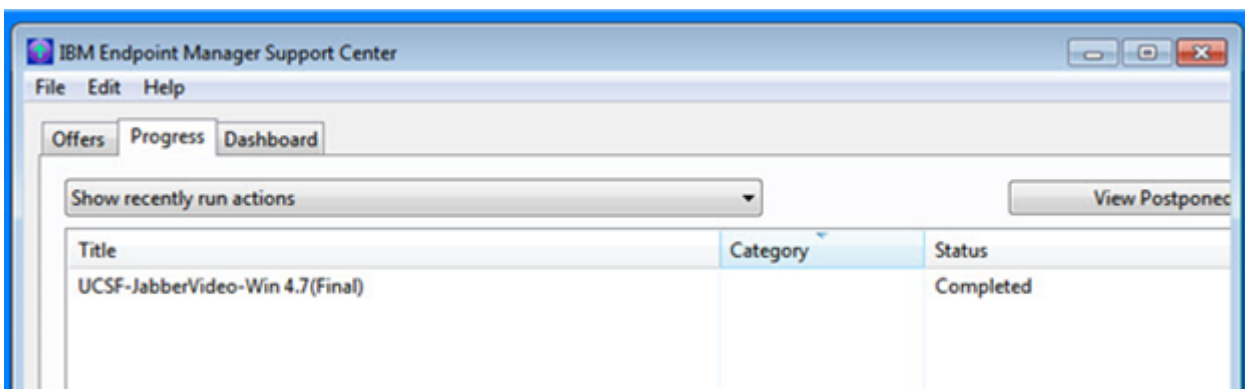 IBM Endpoint Manager Support Center
File Edit Help
Offers Progress Dashboard
Show recently run actions View Postponed
Title Category Status
UCSF-JabberVideo-Win 4.7(Final) Completed